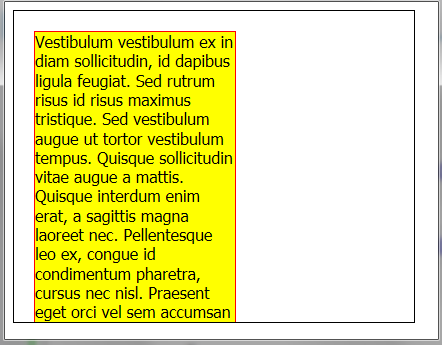 Vestibulum vestibulum ex in
diam sollicitudin, id dapibus
ligula feugiat. Sed rutrum
risus id risus maximus
tristique. Sed vestibulum
augue ut tortor vestibulum
tempus. Quisque sollicitudin
vitae augue a mattis.
Quisque interdum enim
erat, a sagittis magna
laoreet nec. Pellentesque
leo ex, congue id
condimentum pharetra,
cursus nec nisl. Praesent
eget orci vel sem accumsan